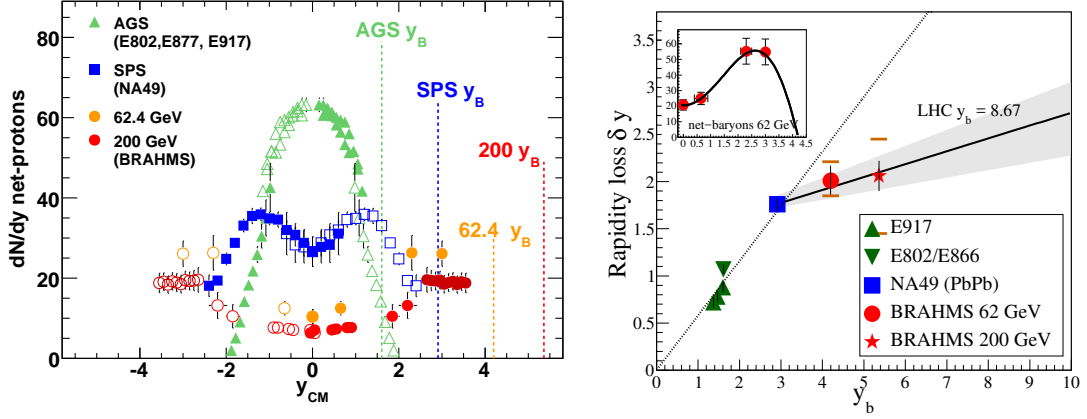 80
60
40
20
0
dN/dy net-protons
AGS
(E802,E877, E917)
SPS
(NA49)
62.4 GeV
200 GeV
(BRAHMS)
AGS y_B
SPS y_B
200 y_B
62.4 y_B
-4 -2 0 2 4
y_CM
Rapidity loss δ y
3.5
3
2.5
2
1.5
1
0.5
0
60
50
40
30
20
10
0
net-baryons 62 GeV
0 0.5 1 1.5 2 2.5 3 3.5 4 4.5
LHC y_b = 8.67
E917
E802/E866
NA49 (PbPb)
BRAHMS 62 GeV
BRAHMS 200 GeV
0 1 2 3 4 5 6 7 8 9 10
y_b